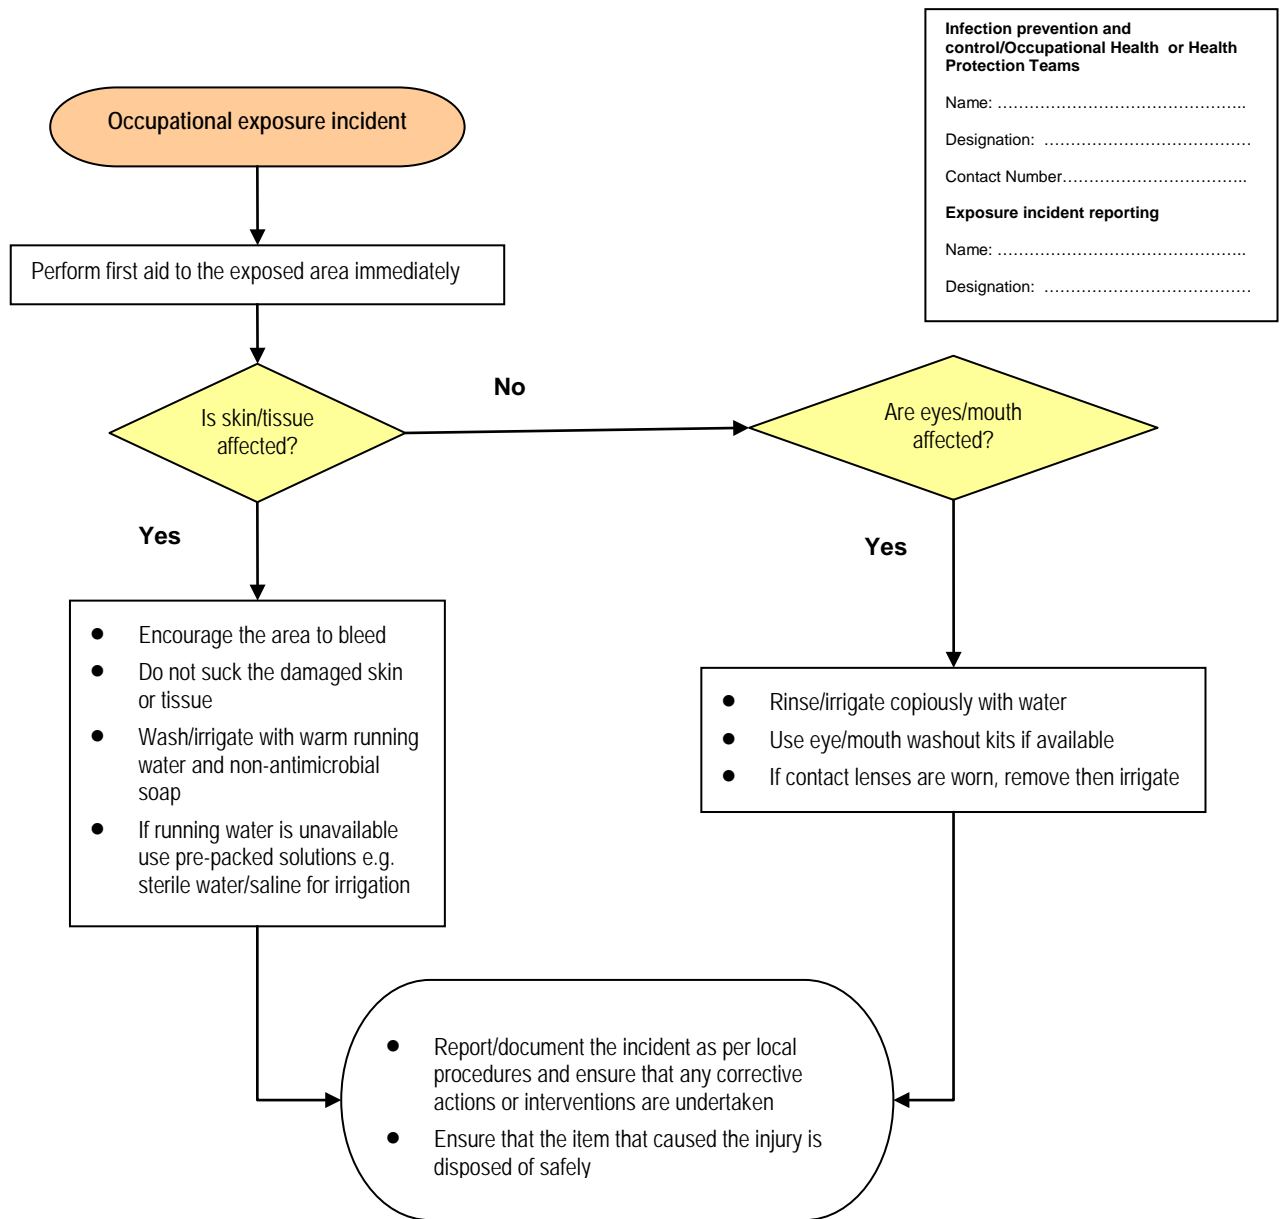 Infection prevention and
control/Occupational Health or Health
Protection Teams
Name: ………………………………………..
Designation: …………………………………
Contact Number……………………………..
Exposure incident reporting
Name: ………………………………………..
Designation: …………………………………
Occupational exposure incident
Perform first aid to the exposed area immediately
Is skin/tissue
affected?
No
Are eyes/mouth
affected?
Yes
Yes
● Encourage the area to bleed
● Do not suck the damaged skin
or tissue
● Wash/irrigate with warm running
water and non-antimicrobial
soap
● If running water is unavailable
use pre-packed solutions e.g.
sterile water/saline for irrigation
● Rinse/irrigate copiously with water
● Use eye/mouth washout kits if available
● If contact lenses are worn, remove then irrigate
● Report/document the incident as per local
procedures and ensure that any corrective
actions or interventions are undertaken
● Ensure that the item that caused the injury is
disposed of safely